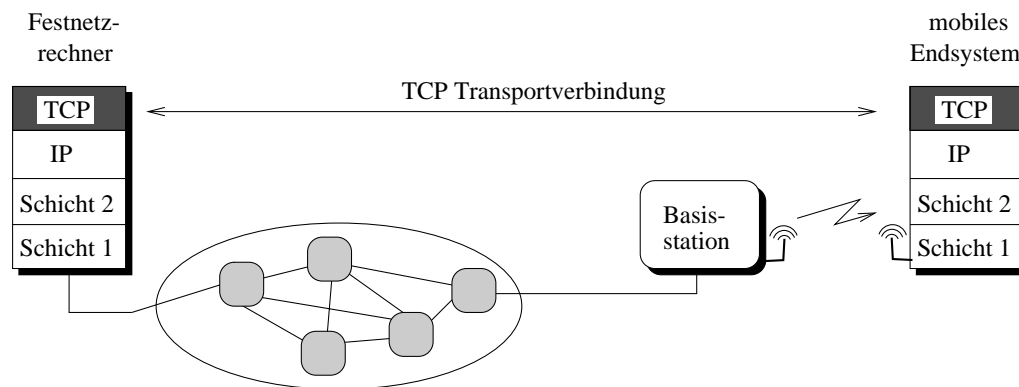 Festnetz-
rechner
mobiles
Endsystem
TCP Transportverbindung
TCP
IP
Schicht 2
Schicht 1
Basis-
station
TCP
IP
Schicht 2
Schicht 1